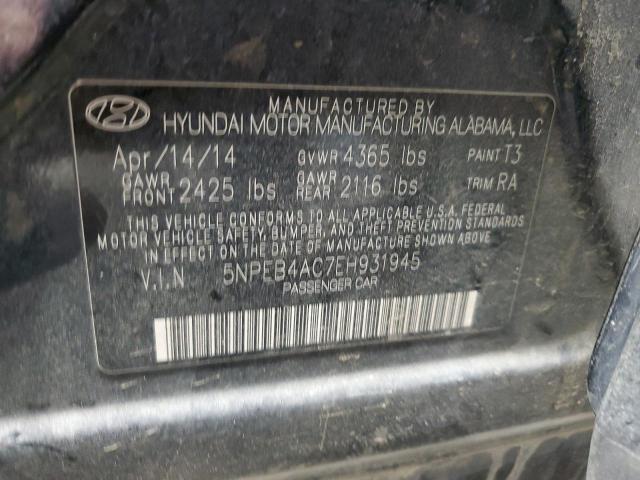 MANUFACTURED BY
HYUNDAI MOTOR MANUFACTURING ALABAMA, LLC
Apr/14/14 GVWR 4365 lbs PAINT T3
GAWR FRONT 2425 lbs GAWR REAR 2116 lbs TRIM RA
THIS VEHICLE CONFORMS TO ALL APPLICABLE U.S.A. FEDERAL
MOTOR VEHICLE SAFETY, BUMPER, AND THEFT PREVENTION STANDARDS
IN EFFECT ON THE DATE OF MANUFACTURE SHOWN ABOVE.
V.I.N 5NPEB4AC7EH931945
PASSENGER CAR